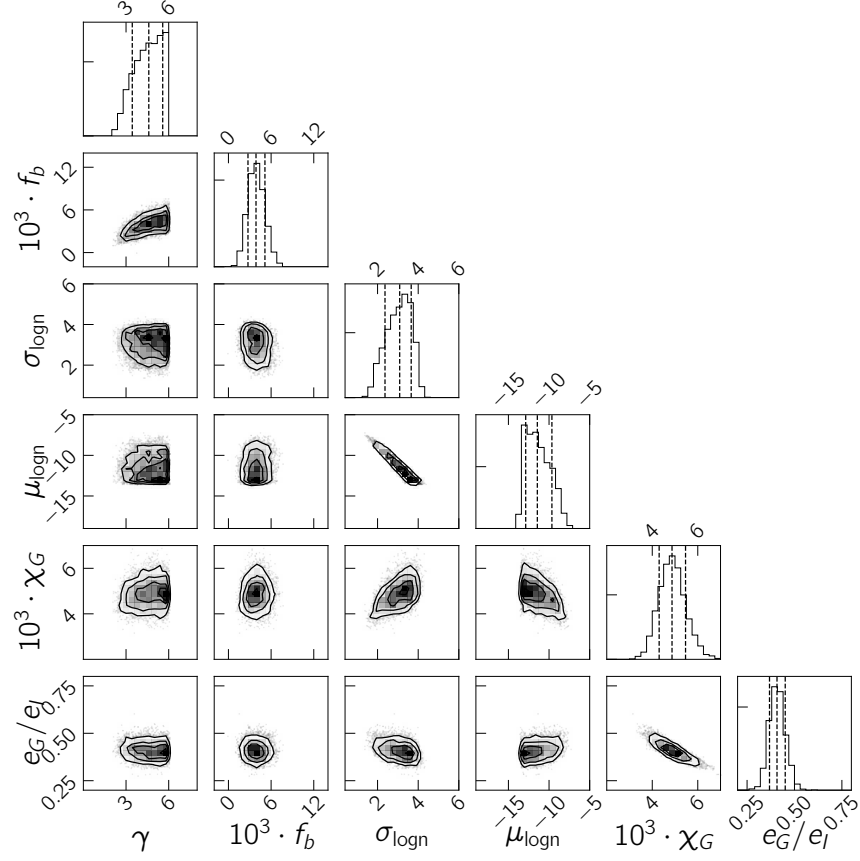 3 6
0 6 12
12
6
0
10³ · f_b
2 4 6
6
4
2
σ_logn
−15 −10 −5
−5
−10
−15
μ_logn
4 6
6
4
10³ · χ_G
0.75
0.50
0.25
e_G/e_I
3 6
0 6 12
2 4 6
−15 −10 −5
4 6
0.25 0.50 0.75
γ 10³ · f_b σ_logn μ_logn 10³ · χ_G e_G/e_I